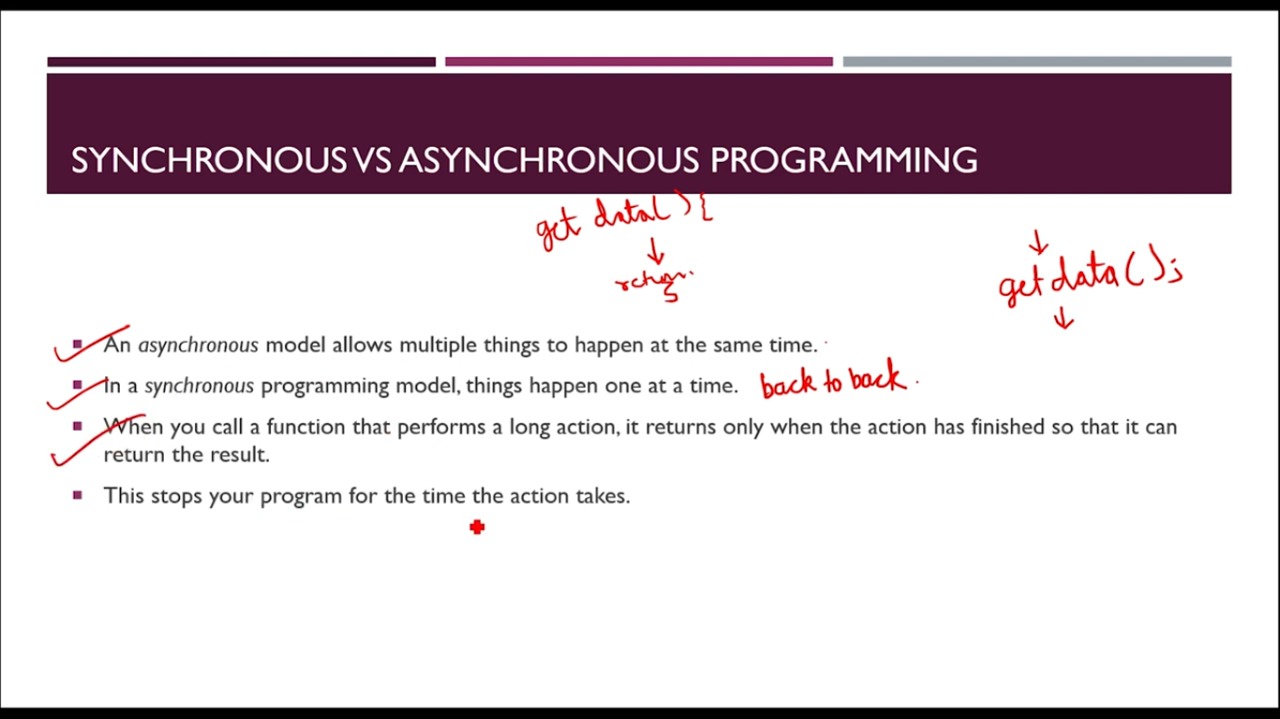 SYNCHRONOUS VS ASYNCHRONOUS PROGRAMMING
get data() {
return.
}
get data();
An asynchronous model allows multiple things to happen at the same time.
In a synchronous programming model, things happen one at a time. back to back.
When you call a function that performs a long action, it returns only when the action has finished so that it can
return the result.
This stops your program for the time the action takes.